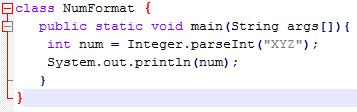 class NumFormat {
public static void main(String args[]){
int num = Integer.parseInt("XYZ");
System.out.println(num);
}
}